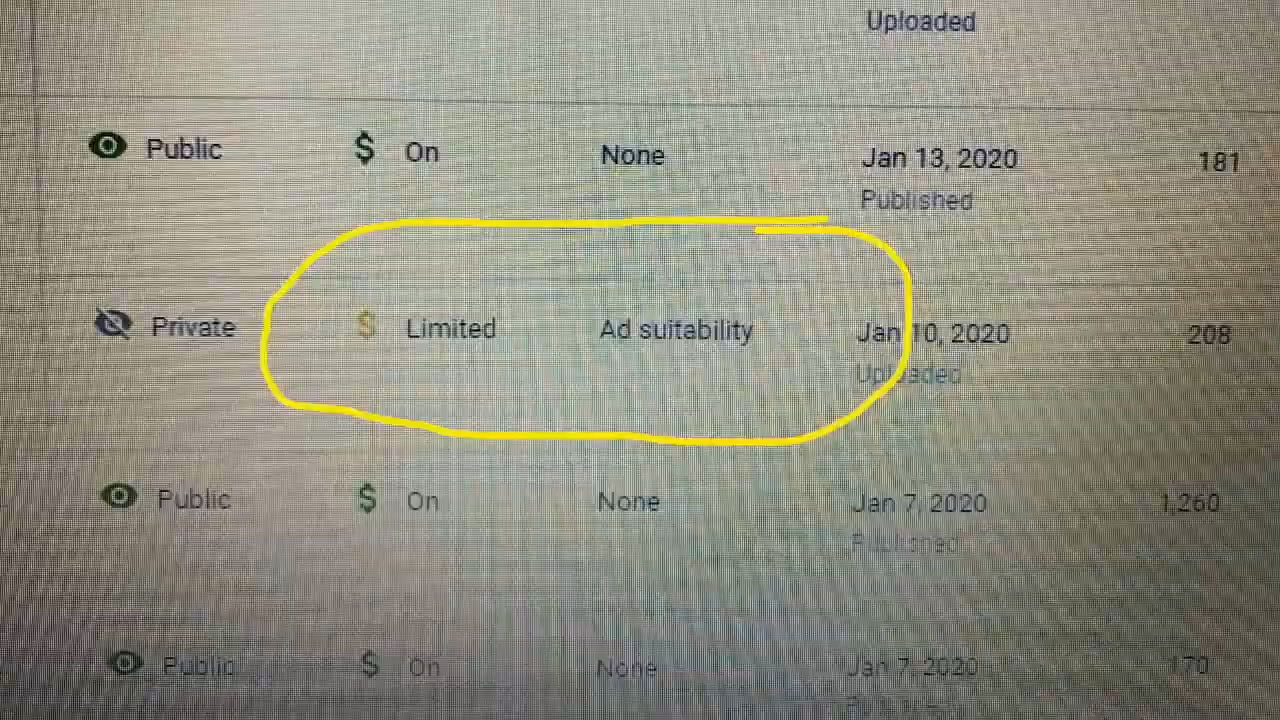 Uploaded
Public $ On None Jan 13, 2020 181
Published
Private $ Limited Ad suitability Jan 10, 2020 208
Uploaded
Public $ On None Jan 7, 2020 1,260
Published
Public $ On None Jan 7, 2020 170